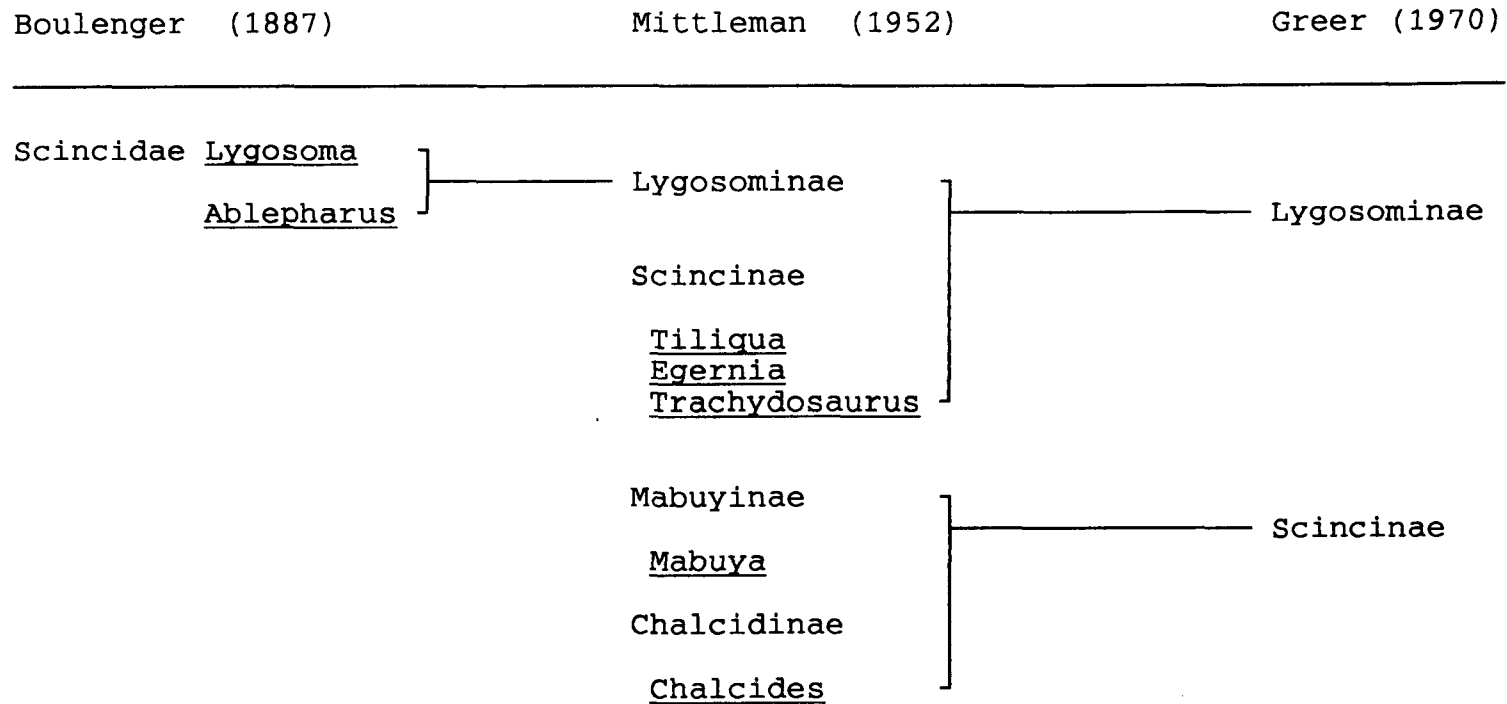 Boulenger (1887) Mittleman (1952) Greer (1970)
Scincidae Lygosoma
Lygosominae
Ablepharus
Lygosominae
Scincinae
Tiliqua
Egernia
Trachydosaurus
Mabuyinae
Scincinae
Mabuya
Chalcidinae
Chalcides